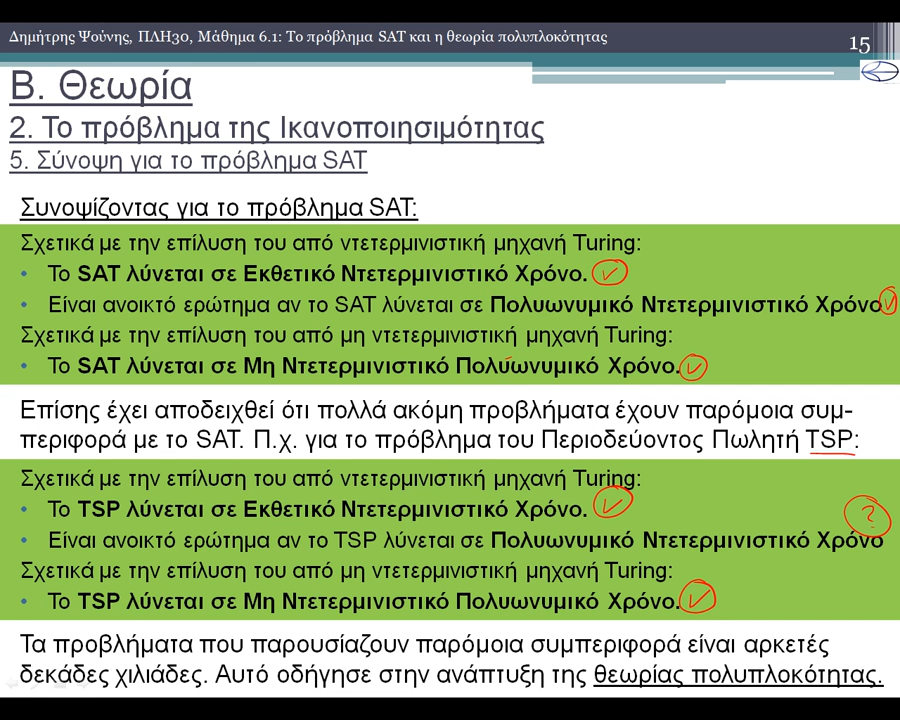 Δημήτρης Ψούνης, ΠΛΗ30, Μάθημα 6.1: Το πρόβλημα SAT και η θεωρία πολυπλοκότητας
15
Β. Θεωρία
2. Το πρόβλημα της Ικανοποιησιμότητας
5. Σύνοψη για το πρόβλημα SAT
Συνοψίζοντας για το πρόβλημα SAT:
Σχετικά με την επίλυση του από ντετερμινιστική μηχανή Turing:
• Το SAT λύνεται σε Εκθετικό Ντετερμινιστικό Χρόνο.
• Είναι ανοικτό ερώτημα αν το SAT λύνεται σε Πολυωνυμικό Ντετερμινιστικό Χρόνο
Σχετικά με την επίλυση του από μη ντετερμινιστική μηχανή Turing:
• Το SAT λύνεται σε Μη Ντετερμινιστικό Πολυωνυμικό Χρόνο.
Επίσης έχει αποδειχθεί ότι πολλά ακόμη προβλήματα έχουν παρόμοια συμ-
περιφορά με το SAT. Π.χ. για το πρόβλημα του Περιοδεύοντος Πωλητή TSP:
Σχετικά με την επίλυση του από ντετερμινιστική μηχανή Turing:
• Το TSP λύνεται σε Εκθετικό Ντετερμινιστικό Χρόνο.
?
• Είναι ανοικτό ερώτημα αν το TSP λύνεται σε Πολυωνυμικό Ντετερμινιστικό Χρόνο
Σχετικά με την επίλυση του από μη ντετερμινιστική μηχανή Turing:
• Το TSP λύνεται σε Μη Ντετερμινιστικό Πολυωνυμικό Χρόνο.
Τα προβλήματα που παρουσίαζουν παρόμοια συμπεριφορά είναι αρκετές
δεκάδες χιλιάδες. Αυτό οδήγησε στην ανάπτυξη της θεωρίας πολυπλοκότητας.